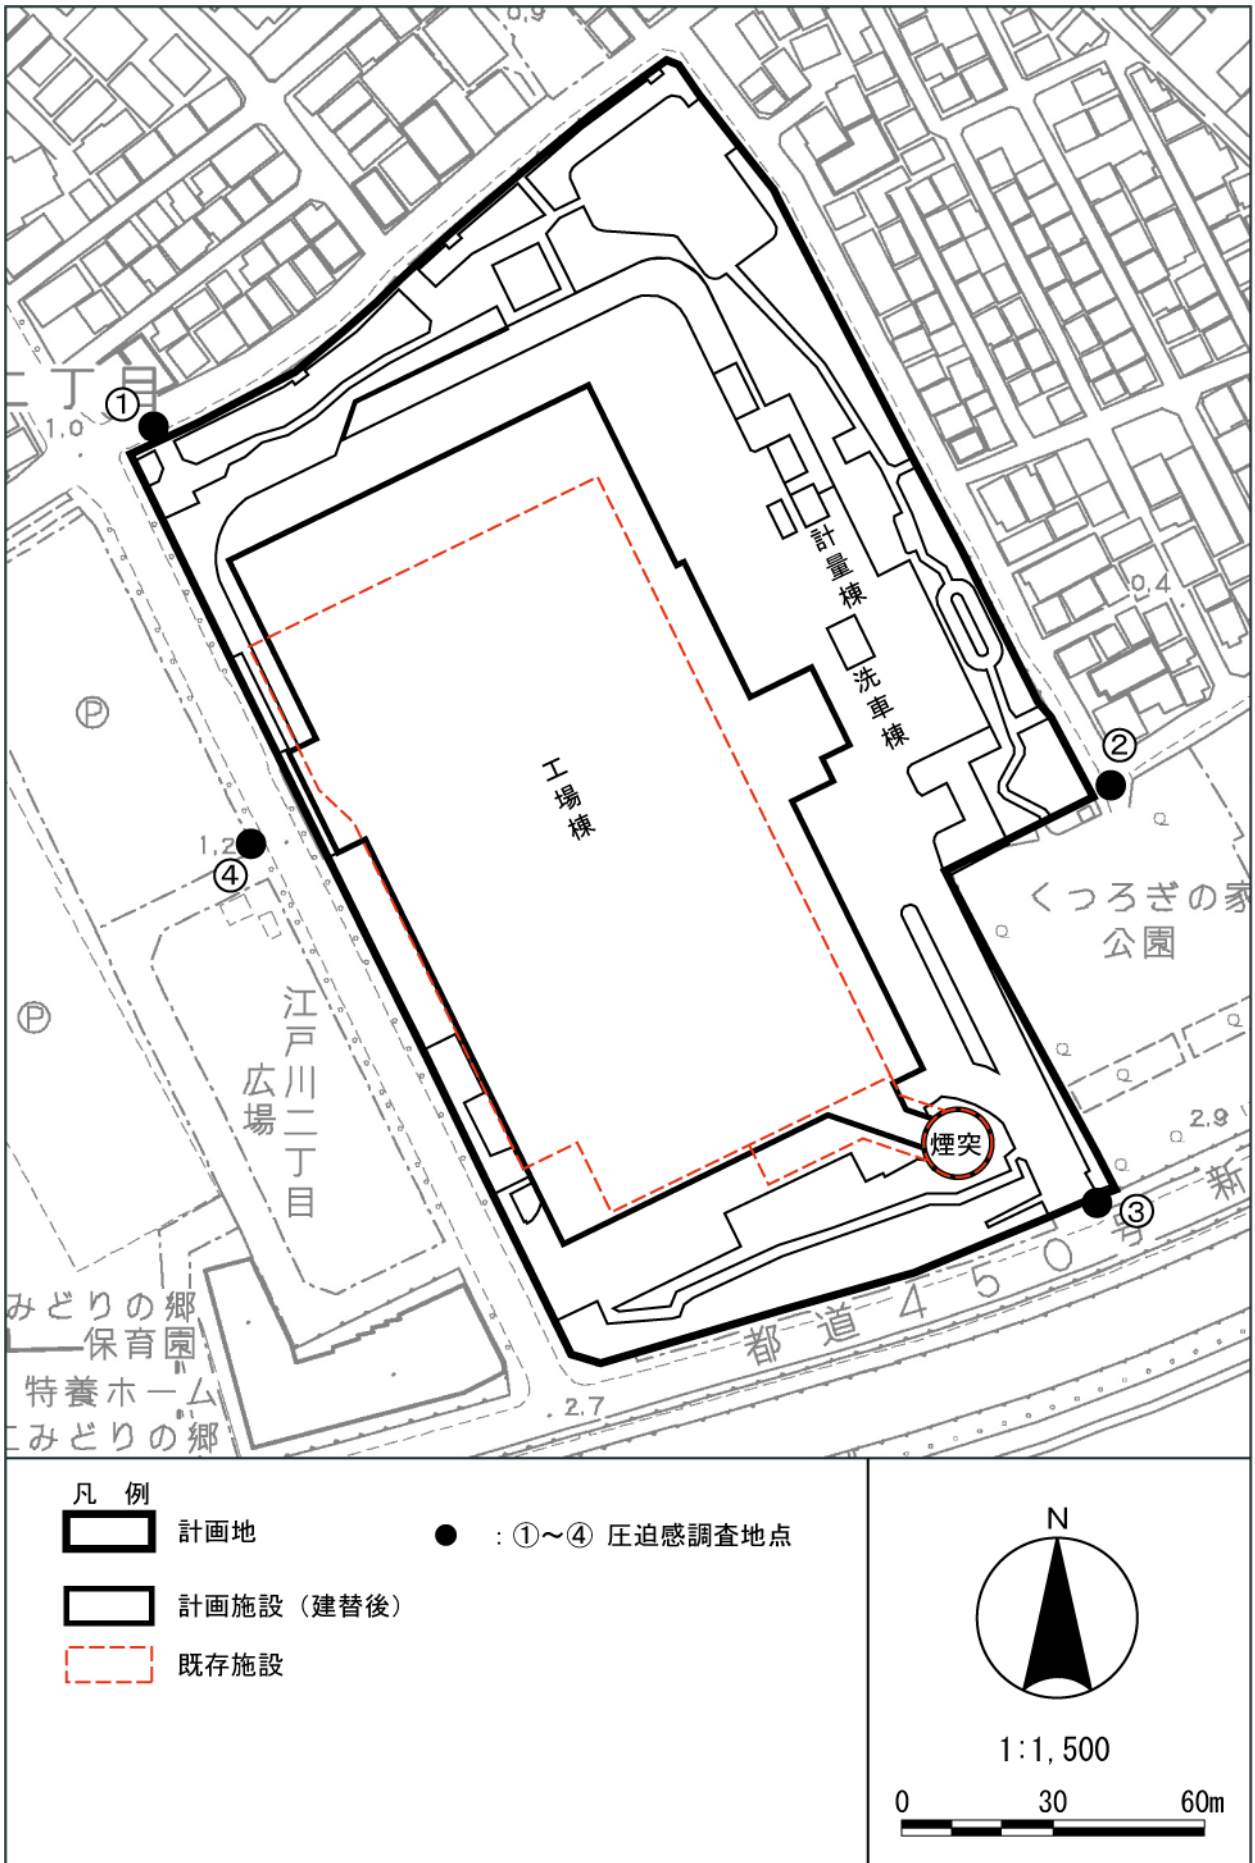 0.9
二丁目
①
1.0
計量棟
0.4
洗車棟
Ⓟ
②
工場棟
1.2
④
くつろぎの家
公園
Ⓟ
江戸川二丁目
広場
2.9
煙突
③
都道450号 新
みどりの郷
保育園
特養ホーム
みどりの郷
2.7
凡 例
計画地
● : ①~④ 圧迫感調査地点
計画施設（建替後）
既存施設
N
1:1,500
0 30 60m